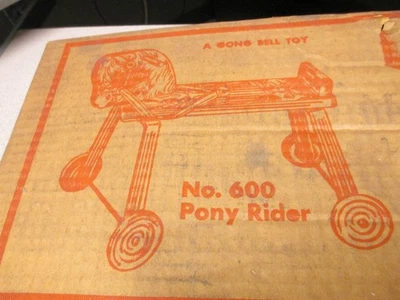 A GONG BELL TOY
No. 600
Pony Rider